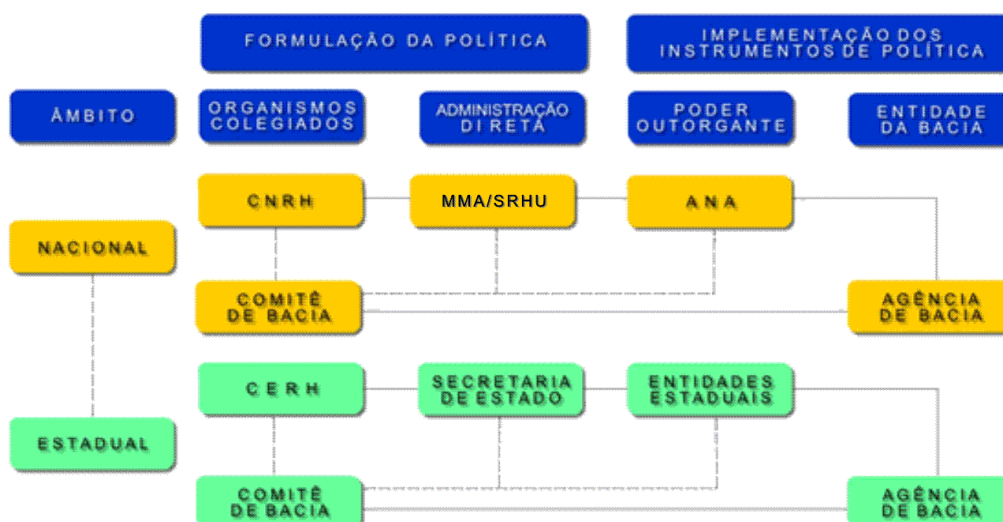 FORMULAÇÃO DA POLÍTICA
IMPLEMENTAÇÃO DOS
INSTRUMENTOS DE POLÍTICA
ÂMBITO
ORGANISMOS
COLEGIADOS
ADMINISTRAÇÃO
DIRETA
PODER
OUTORGANTE
ENTIDADE
DA BACIA
NACIONAL
CNRH
MMA/SRHU
ANA
COMITÊ
DE BACIA
AGÊNCIA
DE BACIA
ESTADUAL
CERH
SECRETARIA
DE ESTADO
ENTIDADES
ESTADUAIS
COMITÊ
DE BACIA
AGÊNCIA
DE BACIA